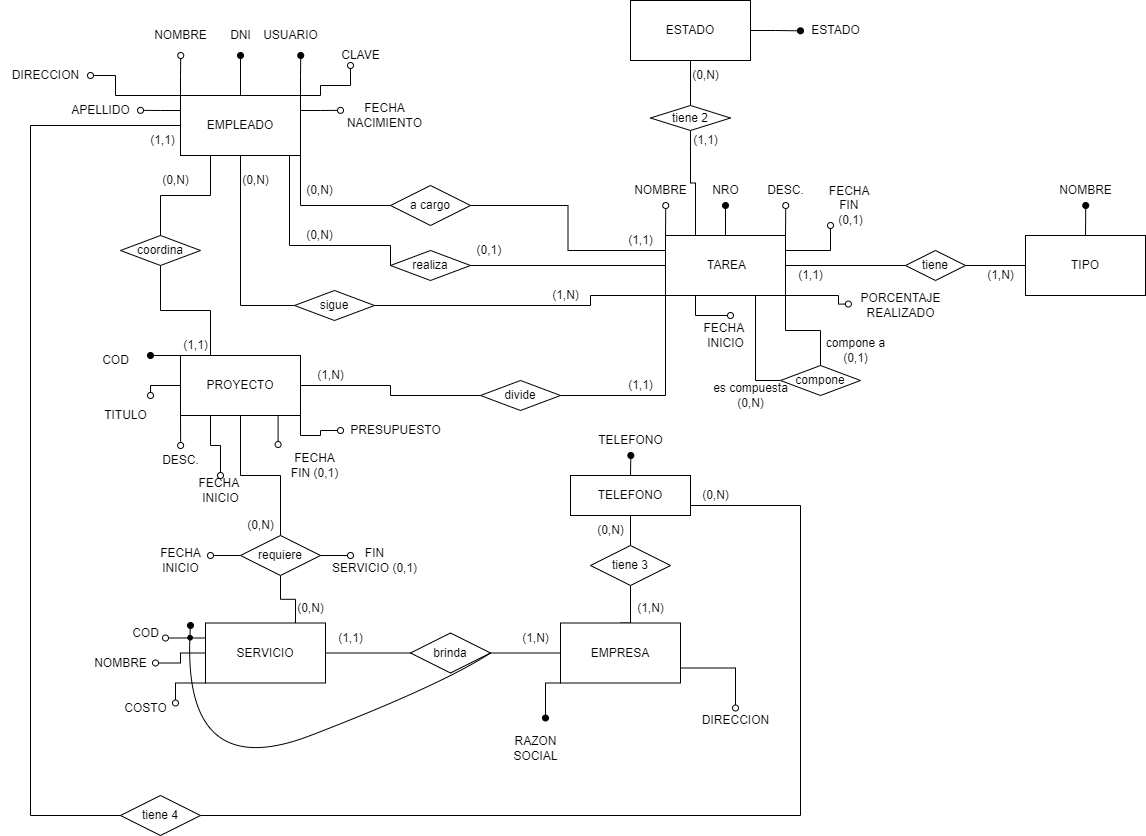 ESTADO
ESTADO
(0,N)
tiene 2
(1,1)
NOMBRE
DNI
USUARIO
CLAVE
DIRECCION
APELLIDO
FECHA
NACIMIENTO
EMPLEADO
(1,1)
(0,N)
(0,N)
(0,N)
a cargo
(1,1)
(0,N)
realiza
(0,1)
coordina
sigue
(1,N)
NOMBRE
NRO
DESC.
FECHA
FIN
(0,1)
NOMBRE
TAREA
(1,1)
tiene
(1,N)
TIPO
PORCENTAJE
REALIZADO
FECHA
INICIO
compone a
(0,1)
compone
es compuesta
(0,N)
(1,1)
COD
PROYECTO
(1,N)
divide
(1,1)
TITULO
PRESUPUESTO
DESC.
FECHA
INICIO
FECHA
FIN (0,1)
TELEFONO
TELEFONO
(0,N)
(0,N)
tiene 3
(1,N)
(0,N)
FECHA
INICIO
requiere
FIN
SERVICIO (0,1)
(0,N)
COD
NOMBRE
COSTO
SERVICIO
(1,1)
brinda
(1,N)
EMPRESA
DIRECCION
RAZON
SOCIAL
tiene 4